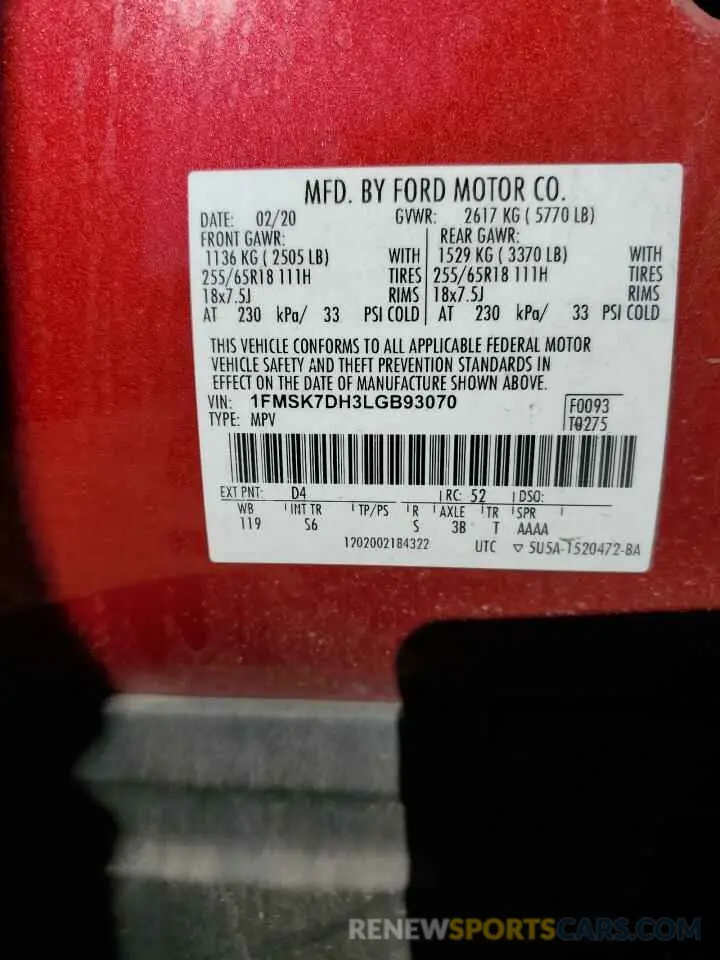 MFD. BY FORD MOTOR CO.
DATE: 02/20 GVWR: 2617 KG ( 5770 LB)
FRONT GAWR: REAR GAWR:
1136 KG ( 2505 LB) WITH 1529 KG ( 3370 LB) WITH
255/65R18 111H TIRES 255/65R18 111H TIRES
18x7.5J RIMS 18x7.5J RIMS
AT 230 kPa/ 33 PSI COLD AT 230 kPa/ 33 PSI COLD
THIS VEHICLE CONFORMS TO ALL APPLICABLE FEDERAL MOTOR
VEHICLE SAFETY AND THEFT PREVENTION STANDARDS IN
EFFECT ON THE DATE OF MANUFACTURE SHOWN ABOVE.
VIN: 1FMSK7DH3LGB93070 F0093
TYPE: MPV T0275
EXT PNT: D4 RC: 52 DSO:
WB INT TR TP/PS R AXLE TR SPR
119 S6 S 3B T AAAA
1202002184322 UTC ▽ 5U5A-1520472-BA
RENEWSPORTSCARS.COM